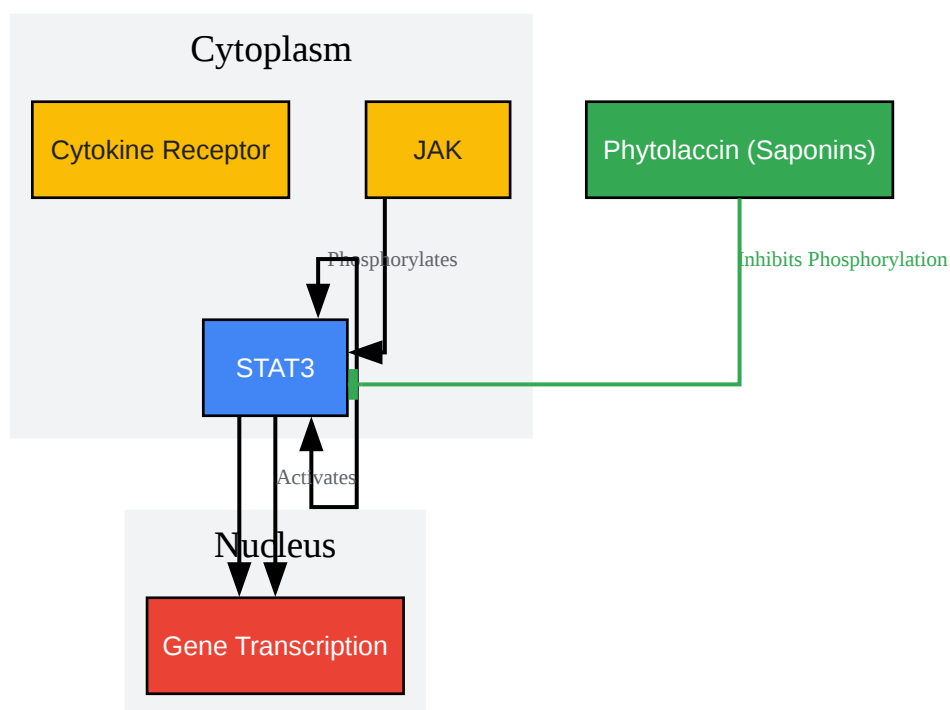 Cytoplasm
Cytokine Receptor
JAK
Phytolaccin (Saponins)
Phosphorylates
Inhibits Phosphorylation
STAT3
Activates
Nucleus
Gene Transcription